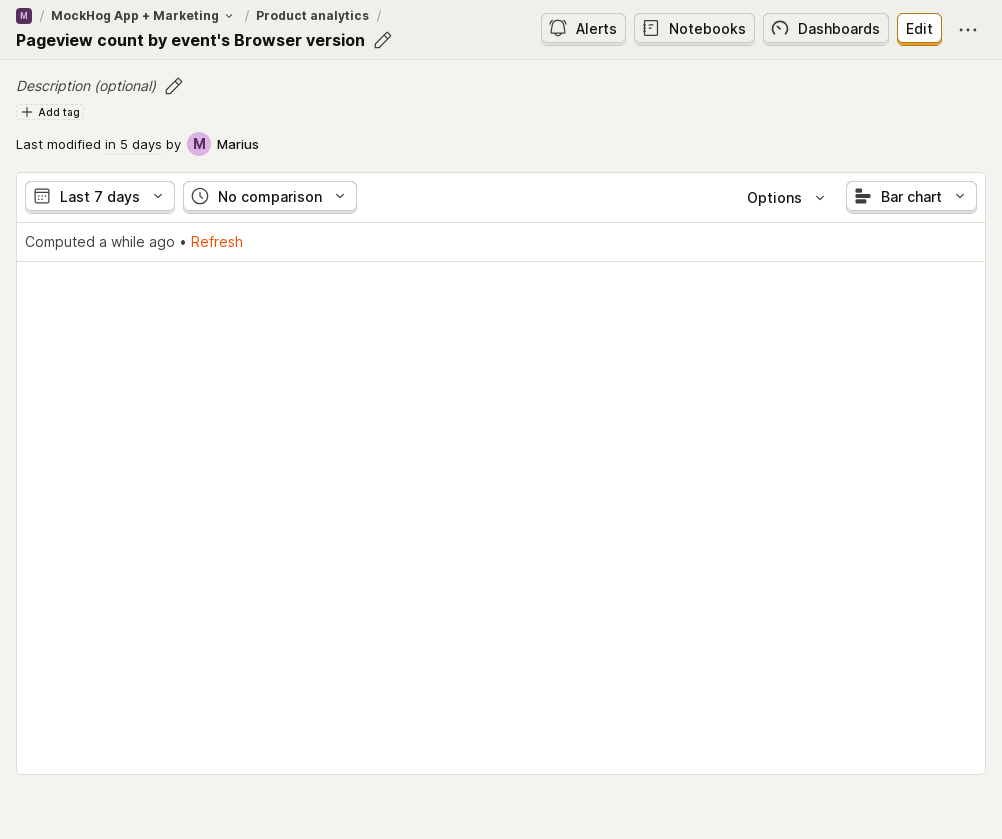 M / MockHog App + Marketing / Product analytics /
Pageview count by event's Browser version
Alerts
Notebooks
Dashboards
Edit
Description (optional)
Add tag
Last modified in 5 days by M Marius
Last 7 days
No comparison
Options
Bar chart
Computed a while ago • Refresh